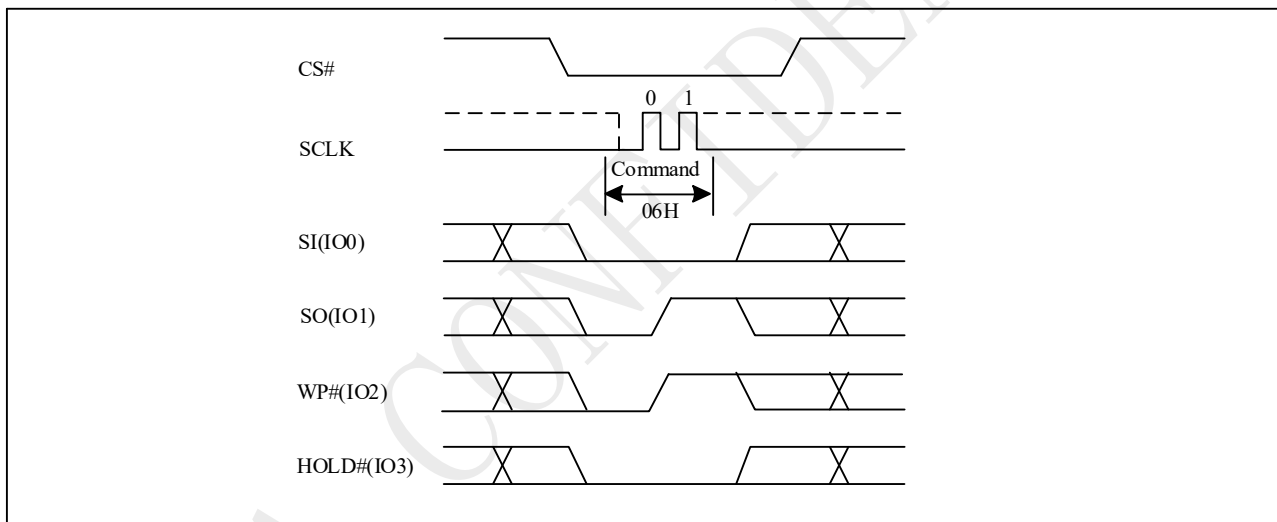 CS#
0 1
SCLK
Command
06H
SI(IO0)
SO(IO1)
WP#(IO2)
HOLD#(IO3)